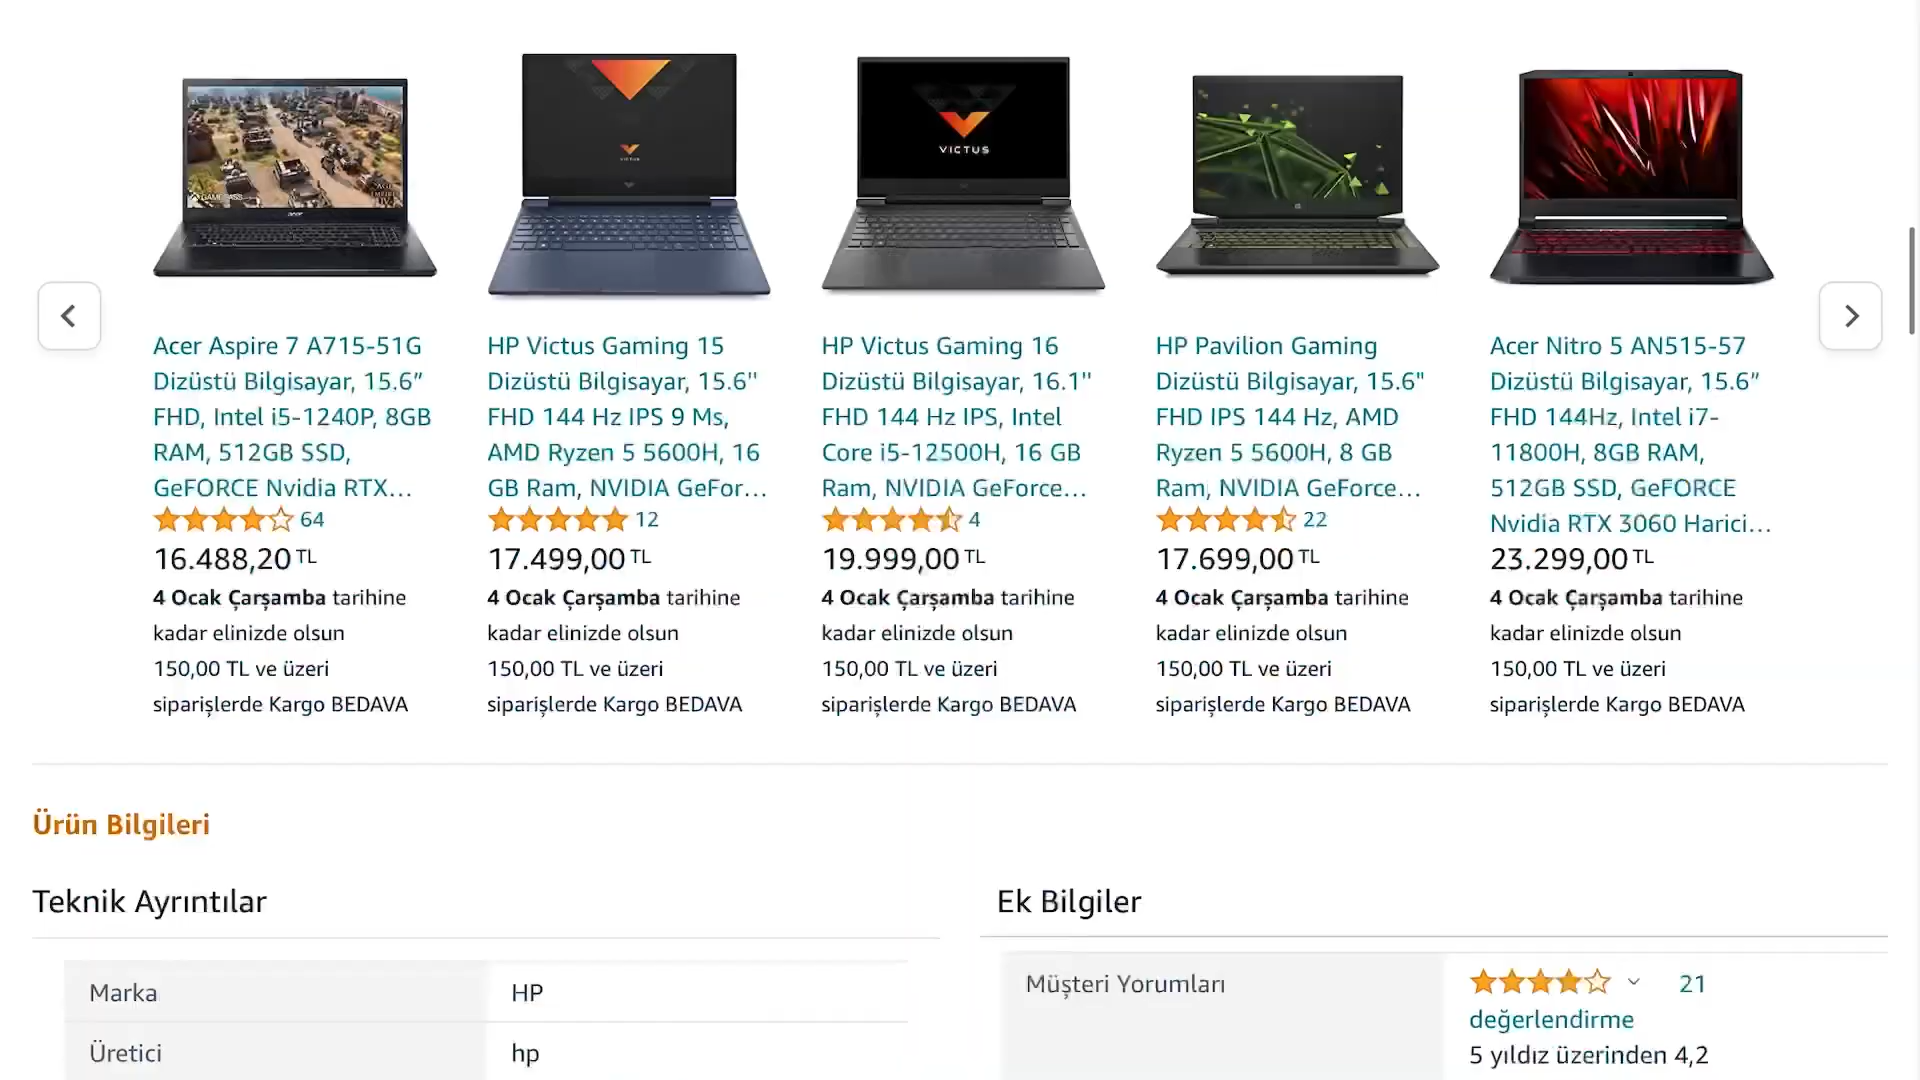 VICTUS
VICTUS
GAMEPASS
acer
Acer Aspire 7 A715-51G
Dizüstü Bilgisayar, 15.6”
FHD, Intel i5-1240P, 8GB
RAM, 512GB SSD,
GeFORCE Nvidia RTX...
64
16.488,20 TL
4 Ocak Çarşamba tarihine
kadar elinizde olsun
150,00 TL ve üzeri
siparişlerde Kargo BEDAVA
HP Victus Gaming 15
Dizüstü Bilgisayar, 15.6''
FHD 144 Hz IPS 9 Ms,
AMD Ryzen 5 5600H, 16
GB Ram, NVIDIA GeFor...
12
17.499,00 TL
4 Ocak Çarşamba tarihine
kadar elinizde olsun
150,00 TL ve üzeri
siparişlerde Kargo BEDAVA
HP Victus Gaming 16
Dizüstü Bilgisayar, 16.1''
FHD 144 Hz IPS, Intel
Core i5-12500H, 16 GB
Ram, NVIDIA GeForce...
4
19.999,00 TL
4 Ocak Çarşamba tarihine
kadar elinizde olsun
150,00 TL ve üzeri
siparişlerde Kargo BEDAVA
HP Pavilion Gaming
Dizüstü Bilgisayar, 15.6"
FHD IPS 144 Hz, AMD
Ryzen 5 5600H, 8 GB
Ram, NVIDIA GeForce...
22
17.699,00 TL
4 Ocak Çarşamba tarihine
kadar elinizde olsun
150,00 TL ve üzeri
siparişlerde Kargo BEDAVA
Acer Nitro 5 AN515-57
Dizüstü Bilgisayar, 15.6”
FHD 144Hz, Intel i7-
11800H, 8GB RAM,
512GB SSD, GeFORCE
Nvidia RTX 3060 Harici...
23.299,00 TL
4 Ocak Çarşamba tarihine
kadar elinizde olsun
150,00 TL ve üzeri
siparişlerde Kargo BEDAVA
Ürün Bilgileri
Teknik Ayrıntılar
Marka HP
Üretici hp
Ek Bilgiler
Müşteri Yorumları 21
değerlendirme
5 yıldız üzerinden 4,2